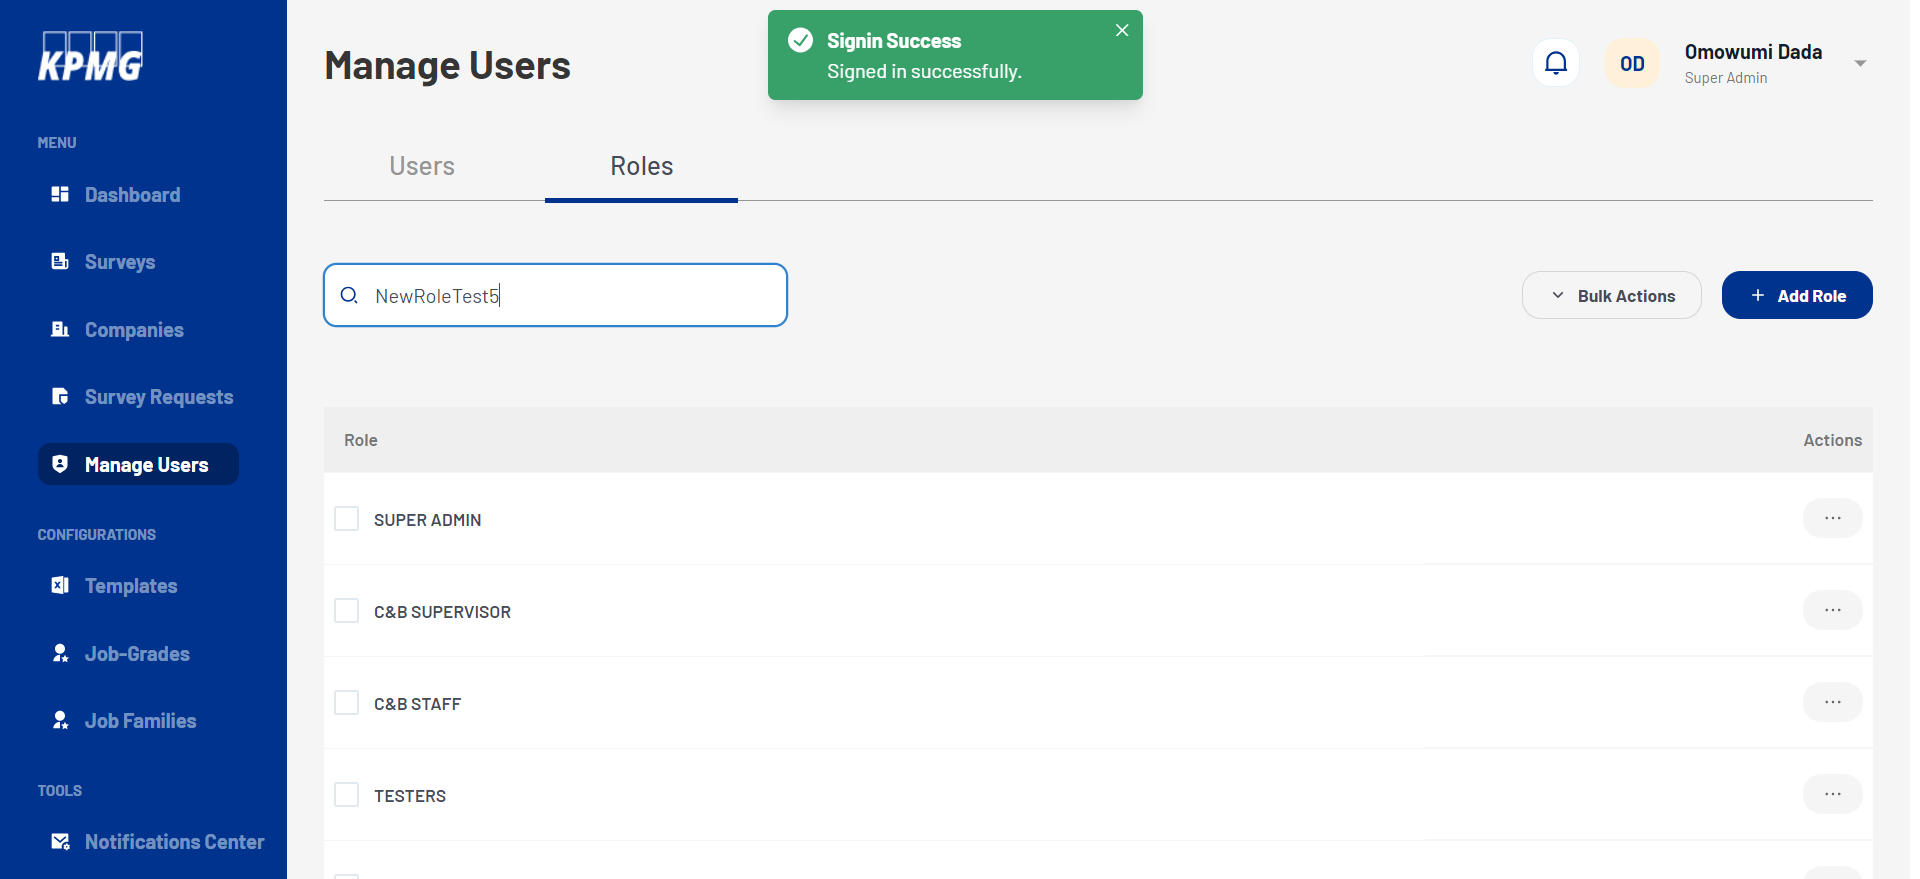 KPMG
MENU
Dashboard
Surveys
Companies
Survey Requests
Manage Users
CONFIGURATIONS
Templates
Job-Grades
Job Families
TOOLS
Notifications Center
Manage Users
Signin Success
Signed in successfully.
OD
Omowumi Dada
Super Admin
Users
Roles
NewRoleTest5
Bulk Actions
+ Add Role
Role
Actions
SUPER ADMIN
C&B SUPERVISOR
C&B STAFF
TESTERS